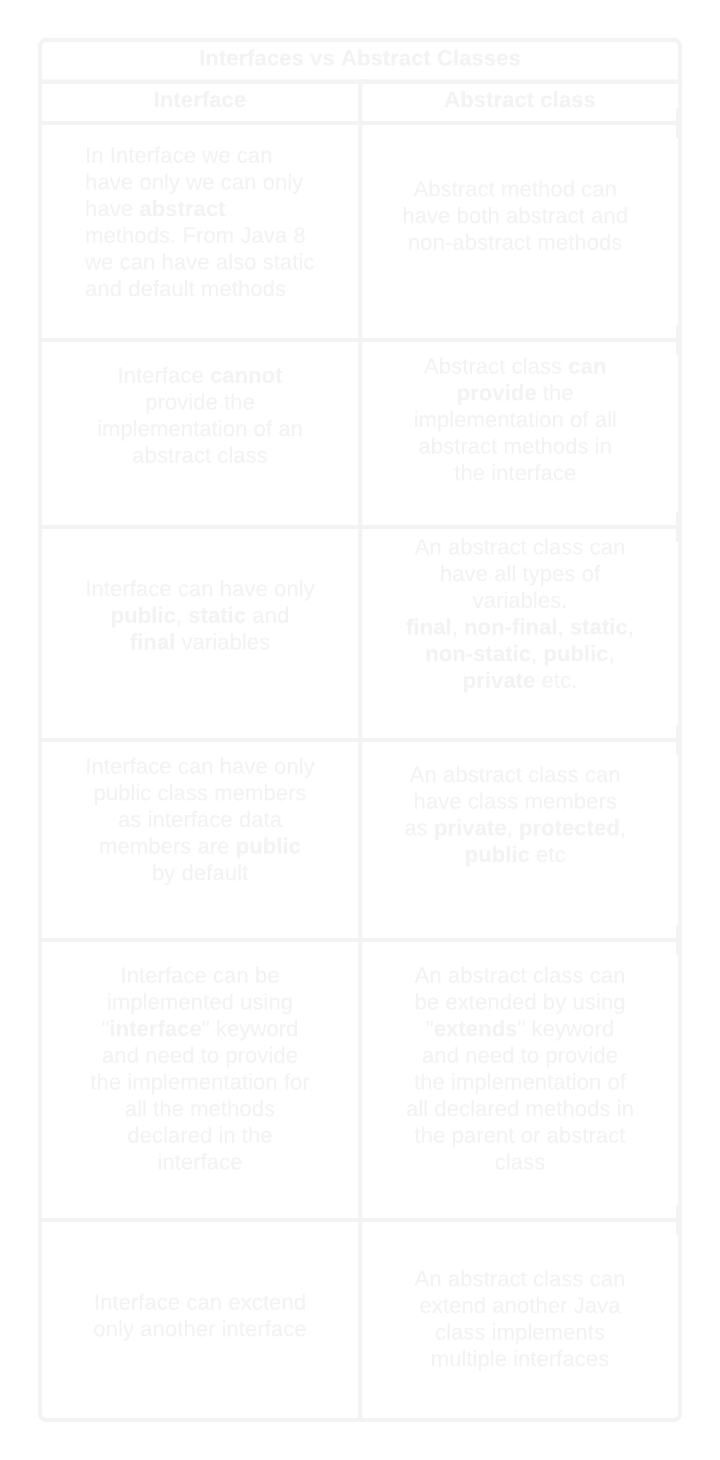 Interfaces vs Abstract Classes
Interface
Abstract class
In Interface we can
have only we can only
have abstract
methods. From Java 8
we can have also static
and default methods
Abstract method can
have both abstract and
non-abstract methods
Interface cannot
provide the
implementation of an
abstract class
Abstract class can
provide the
implementation of all
abstract methods in
the interface
Interface can have only
public, static and
final variables
An abstract class can
have all types of
variables.
final, non-final, static,
non-static, public,
private etc.
Interface can have only
public class members
as interface data
members are public
by default
An abstract class can
have class members
as private, protected,
public etc
Interface can be
implemented using
"interface" keyword
and need to provide
the implementation for
all the methods
declared in the
interface
An abstract class can
be extended by using
"extends" keyword
and need to provide
the implementation of
all declared methods in
the parent or abstract
class
Interface can exctend
only another interface
An abstract class can
extend another Java
class implements
multiple interfaces